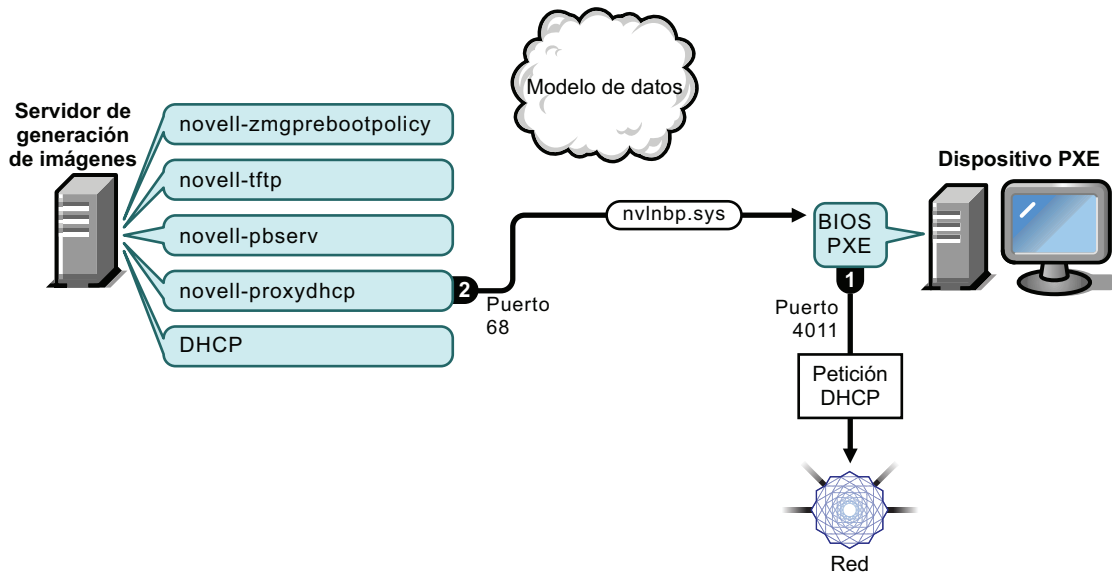 Modelo de datos
Servidor de
generación
de imágenes
novell-zmgprebootpolicy
novell-tftp
novell-pbserv
novell-proxydhcp
DHCP
2
Puerto
68
nvlnbp.sys
BIOS
PXE
Dispositivo PXE
1
Puerto
4011
Petición
DHCP
Red